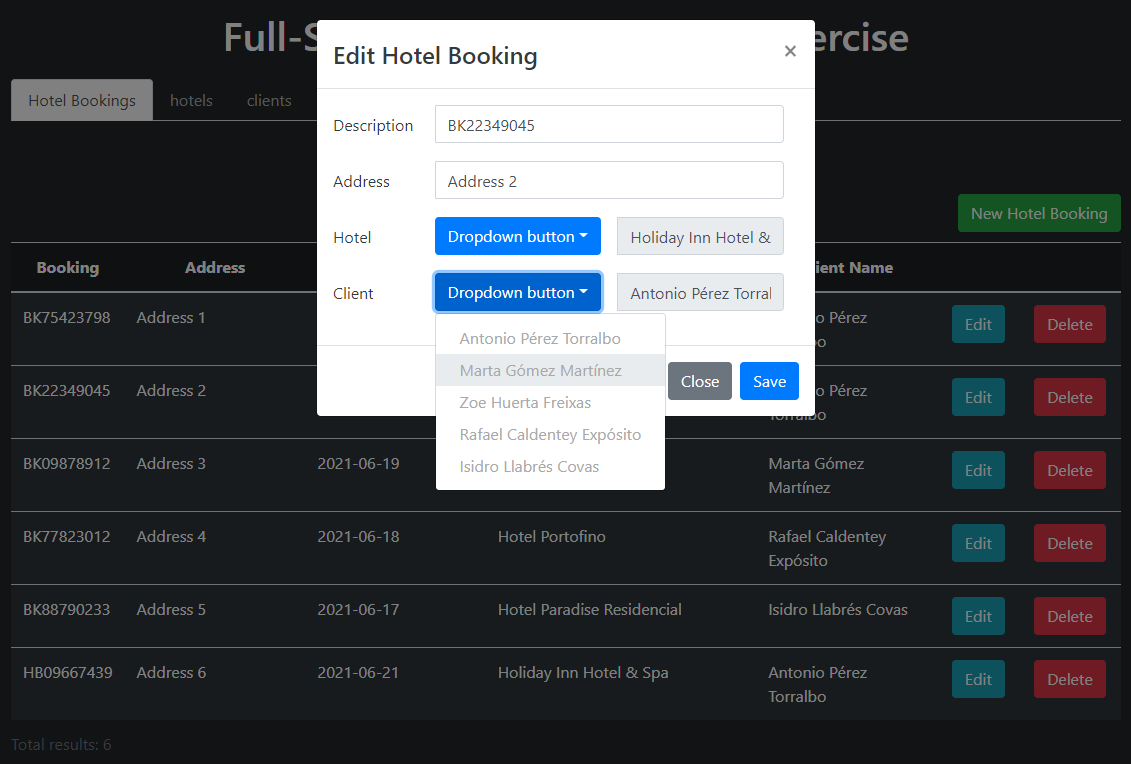 Full-S ercise
Edit Hotel Booking ×
Hotel Bookings hotels clients
Description BK22349045
Address Address 2
New Hotel Booking
Hotel Dropdown button Holiday Inn Hotel &
Booking Address ient Name
Client Dropdown button Antonio Pérez Torral
BK75423798 Address 1 o Pérez Edit Delete
Antonio Pérez Torralbo
Marta Gómez Martínez
Zoe Huerta Freixas
Rafael Caldentey Expósito
Isidro Llabrés Covas
Close Save
BK22349045 Address 2 o Pérez Edit Delete
Torralbo
BK09878912 Address 3 2021-06-19 Marta Gómez Edit Delete
Martínez
BK77823012 Address 4 2021-06-18 Hotel Portofino Rafael Caldentey Edit Delete
Expósito
BK88790233 Address 5 2021-06-17 Hotel Paradise Residencial Isidro Llabrés Covas Edit Delete
HB09667439 Address 6 2021-06-21 Holiday Inn Hotel & Spa Antonio Pérez Edit Delete
Torralbo
Total results: 6